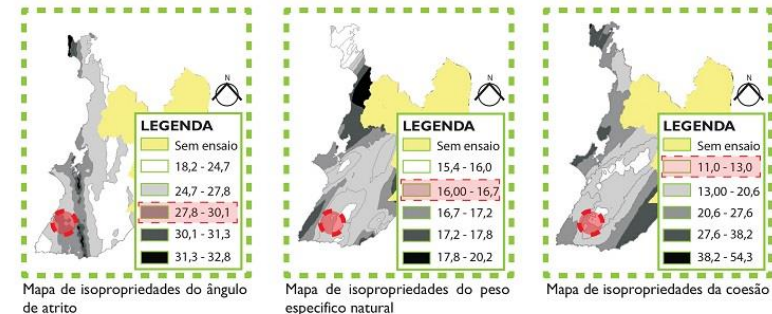 N
LEGENDA
Sem ensaio
18,2 - 24,7
24,7 - 27,8
27,8 - 30,1
30,1 - 31,3
31,3 - 32,8
Mapa de isopropriedades do ângulo
de atrito
N
LEGENDA
Sem ensaio
15,4 - 16,0
16,00 - 16,7
16,7 - 17,2
17,2 - 17,8
17,8 - 20,2
Mapa de isopropriedades do peso
especifico natural
N
LEGENDA
Sem ensaio
11,0 - 13,0
13,00 - 20,6
20,6 - 27,6
27,6 - 38,2
38,2 - 54,3
Mapa de isopropriedades da coesão